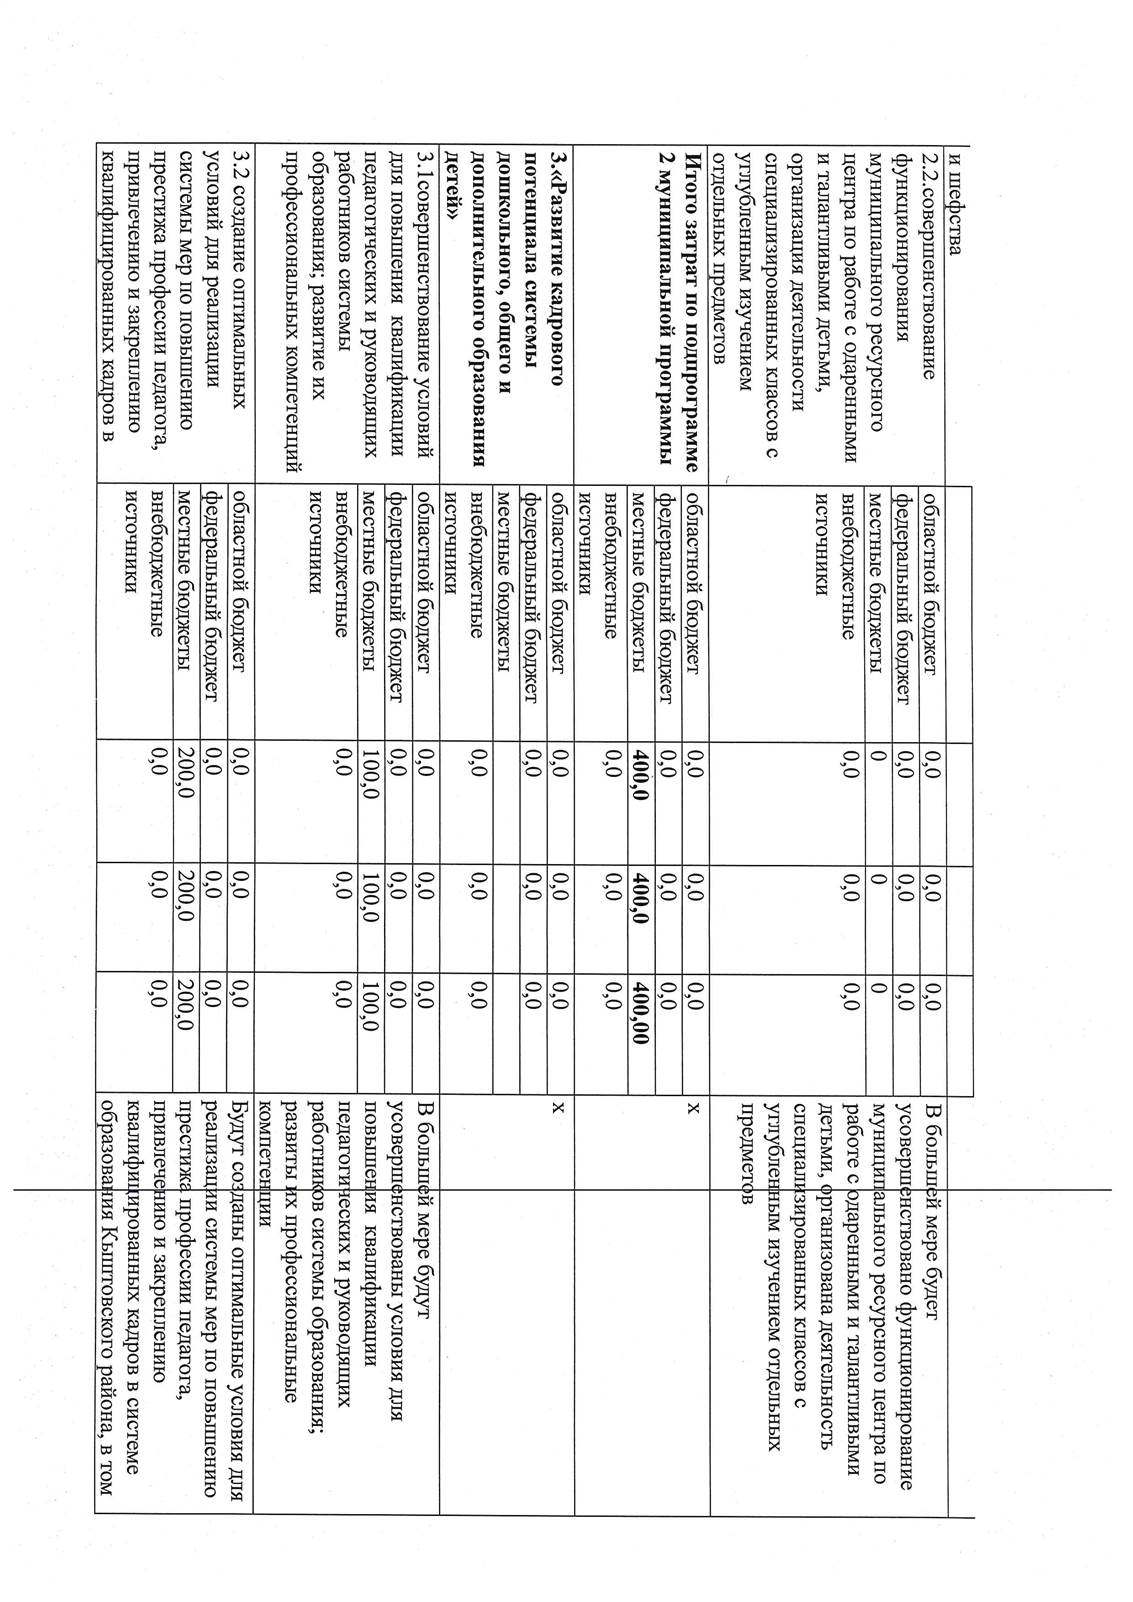 и шефства
2.2.совершенствование
функционирования
муниципального ресурсного
центра по работе с одаренными
и талантливыми детьми,
организация деятельности
специализированных классов с
углубленным изучением
отдельных предметов
областной бюджет 0,0 0,0 0,0
федеральный бюджет 0,0 0,0 0,0
местные бюджеты 0 0 0
внебюджетные 0,0 0,0 0,0
источники
В большей мере будет
усовершенствовано функционирование
муниципального ресурсного центра по
работе с одаренными и талантливыми
детьми, организована деятельность
специализированных классов с
углубленным изучением отдельных
предметов
Итого затрат по подпрограмме
2 муниципальной программы
областной бюджет 0,0 0,0 0,0 х
федеральный бюджет 0,0 0,0 0,0
местные бюджеты 400,0 400,0 400,00
внебюджетные 0,0 0,0 0,0
источники
3.«Развитие кадрового
потенциала системы
дошкольного, общего и
дополнительного образования
детей»
областной бюджет 0,0 0,0 0,0 х
федеральный бюджет 0,0 0,0 0,0
местные бюджеты
внебюджетные 0,0 0,0 0,0
источники
3.1совершенствование условий
для повышения квалификации
педагогических и руководящих
работников системы
образования; развитие их
профессиональных компетенций
областной бюджет 0,0 0,0 0,0
федеральный бюджет 0,0 0,0 0,0
местные бюджеты 100,0 100,0 100,0
внебюджетные 0,0 0,0 0,0
источники
В большей мере будут
усовершенствованы условия для
повышения квалификации
педагогических и руководящих
работников системы образования;
развиты их профессиональные
компетенции
3.2 создание оптимальных
условий для реализации
системы мер по повышению
престижа профессии педагога,
привлечению и закреплению
квалифицированных кадров в
областной бюджет 0,0 0,0 0,0
федеральный бюджет 0,0 0,0 0,0
местные бюджеты 200,0 200,0 200,0
внебюджетные 0,0 0,0 0,0
источники
Будут созданы оптимальные условия для
реализации системы мер по повышению
престижа профессии педагога,
привлечению и закреплению
квалифицированных кадров в системе
образования Кыштовского района, в том